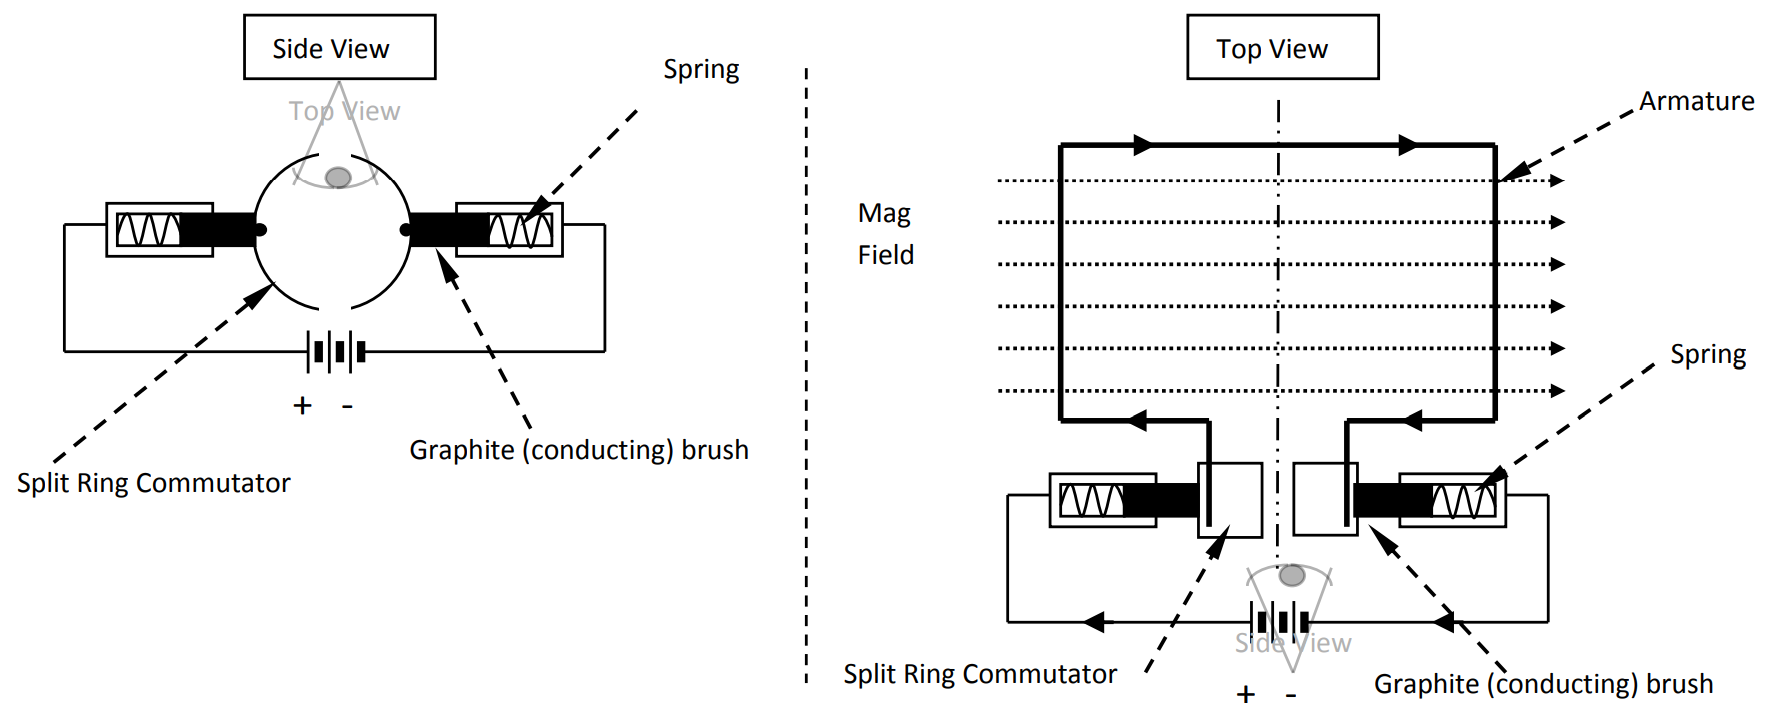 Side View
Top View
Spring
Graphite (conducting) brush
Split Ring Commutator
+ -
Top View
Armature
Mag
Field
Spring
Side View
Split Ring Commutator
Graphite (conducting) brush
+ -